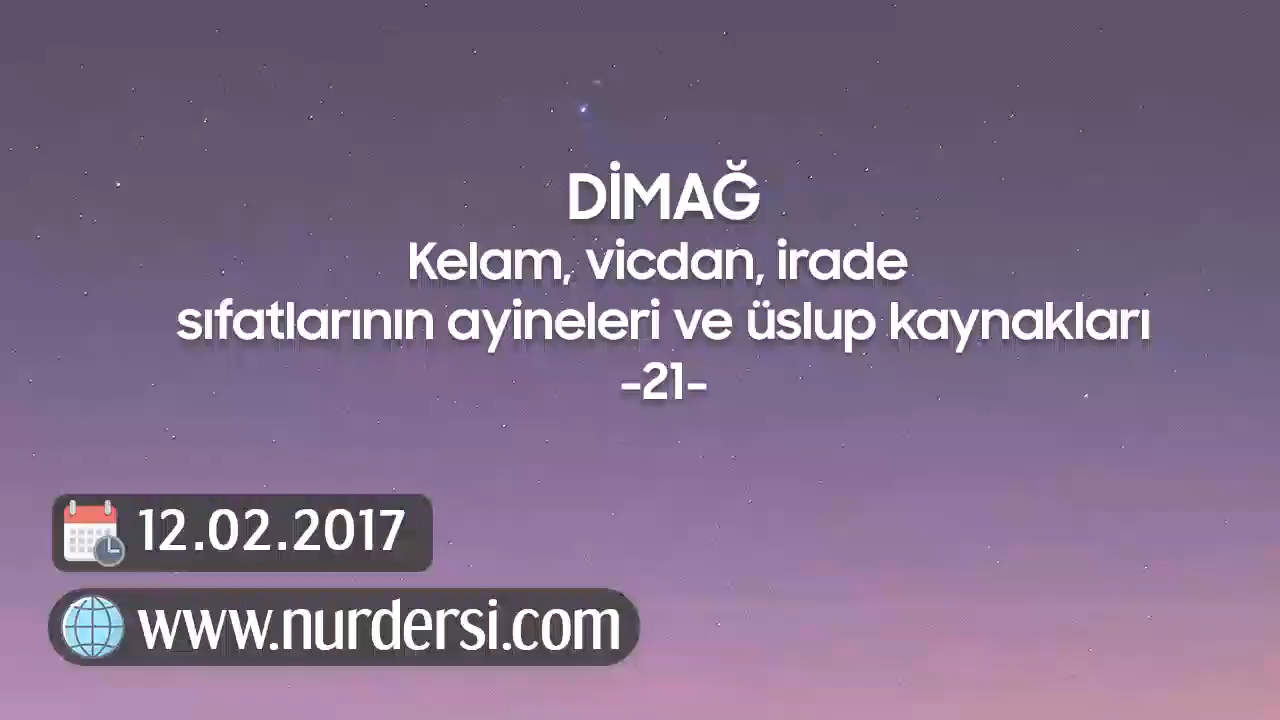 DİMAĞ
Kelam, vicdan, irade
sıfatlarının ayineleri ve üslup kaynakları
-21-
12.02.2017
www.nurdersi.com